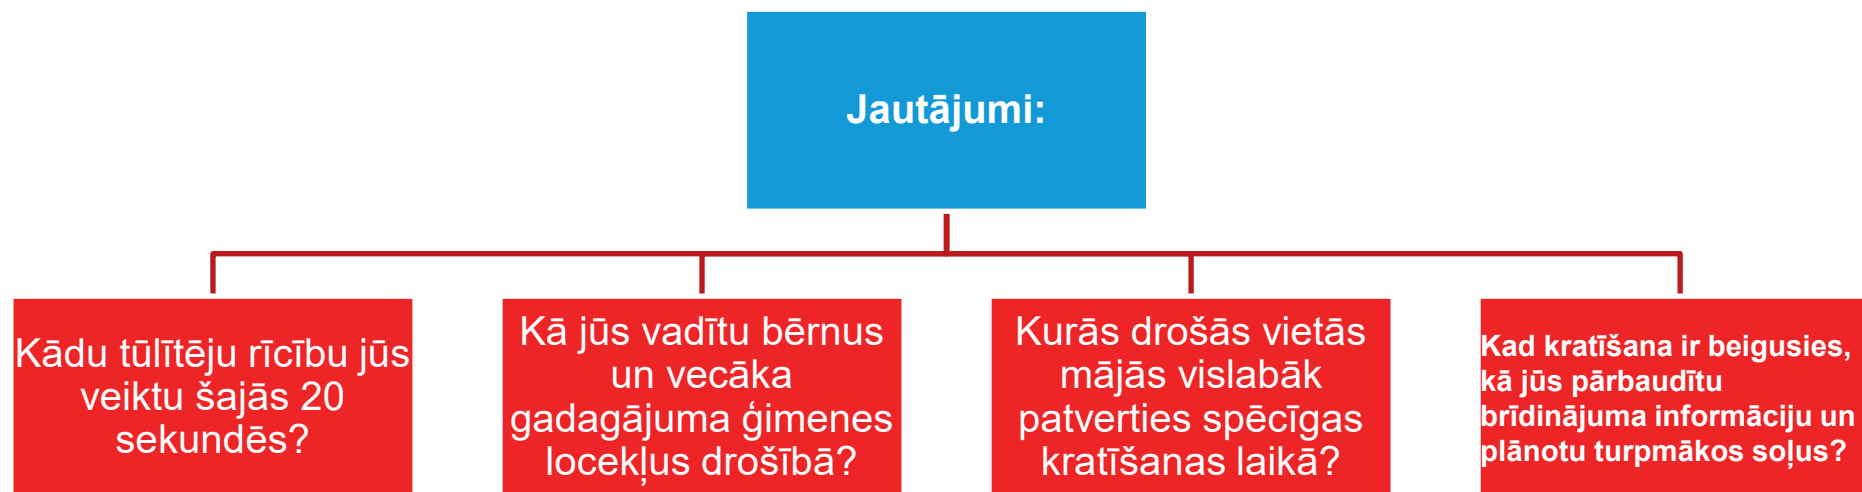 Jautājumi:
Kādu tūlītēju rīcību jūs
veiktu šajās 20
sekundēs?
Kā jūs vadītu bērnus
un vecāka
gadagājuma ģimenes
locekļus drošībā?
Kurās drošās vietās
mājās vislabāk
patverties spēcīgas
kratīšanas laikā?
Kad kratīšana ir beigusies,
kā jūs pārbaudītu
brīdinājuma informāciju un
plānotu turpmākos soļus?